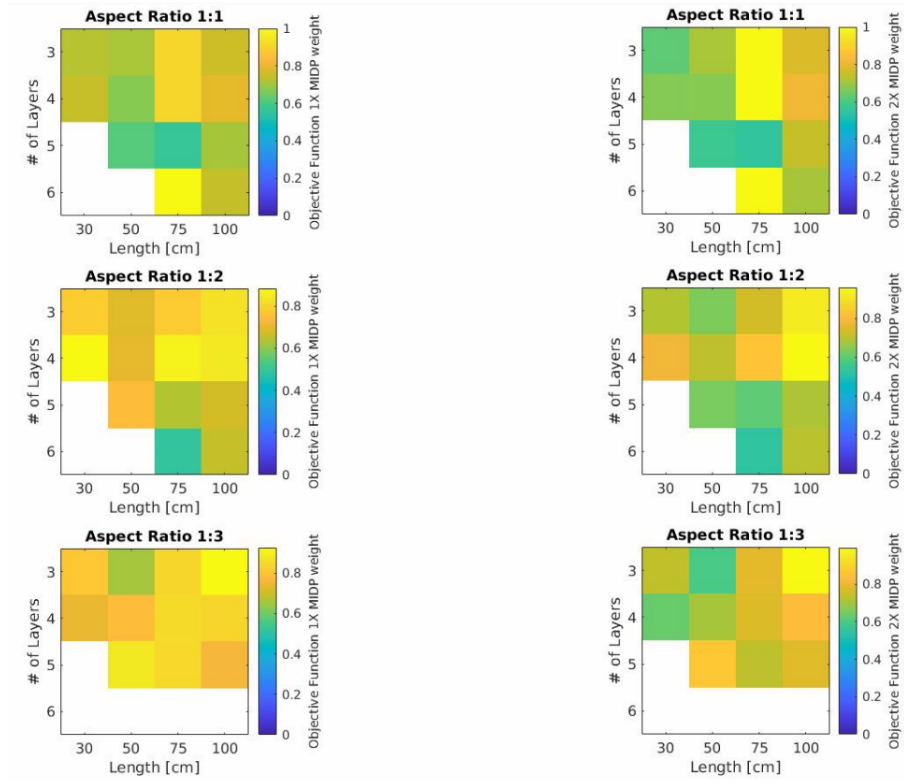 Aspect Ratio 1:1
# of Layers
3
4
5
6
30 50 75 100
Length [cm]
1
0.8
0.6
0.4
0.2
0
Objective Function 1X MIDP weight
Aspect Ratio 1:1
# of Layers
3
4
5
6
30 50 75 100
Length [cm]
1
0.8
0.6
0.4
0.2
0
Objective Function 2X MIDP weight
Aspect Ratio 1:2
# of Layers
3
4
5
6
30 50 75 100
Length [cm]
0.8
0.6
0.4
0.2
0
Objective Function 1X MIDP weight
Aspect Ratio 1:2
# of Layers
3
4
5
6
30 50 75 100
Length [cm]
0.8
0.6
0.4
0.2
0
Objective Function 2X MIDP weight
Aspect Ratio 1:3
# of Layers
3
4
5
6
30 50 75 100
Length [cm]
0.8
0.6
0.4
0.2
0
Objective Function 1X MIDP weight
Aspect Ratio 1:3
# of Layers
3
4
5
6
30 50 75 100
Length [cm]
0.8
0.6
0.4
0.2
0
Objective Function 2X MIDP weight